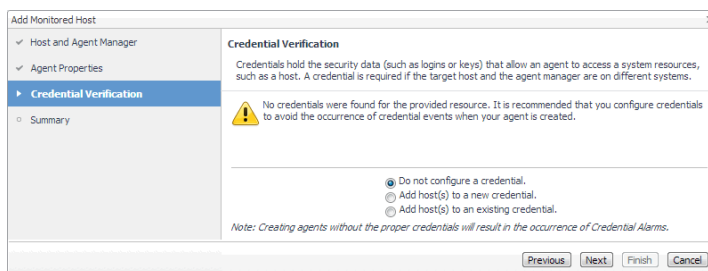 Add Monitored Host
Host and Agent Manager
Agent Properties
Credential Verification
Summary
Credential Verification
Credentials hold the security data (such as logins or keys) that allow an agent to access a system resources,
such as a host. A credential is required if the target host and the agent manager are on different systems.
No credentials were found for the provided resource. It is recommended that you configure credentials
to avoid the occurrence of credential events when your agent is created.
Do not configure a credential.
Add host(s) to a new credential.
Add host(s) to an existing credential.
Note: Creating agents without the proper credentials will result in the occurrence of Credential Alarms.
Previous Next Finish Cancel